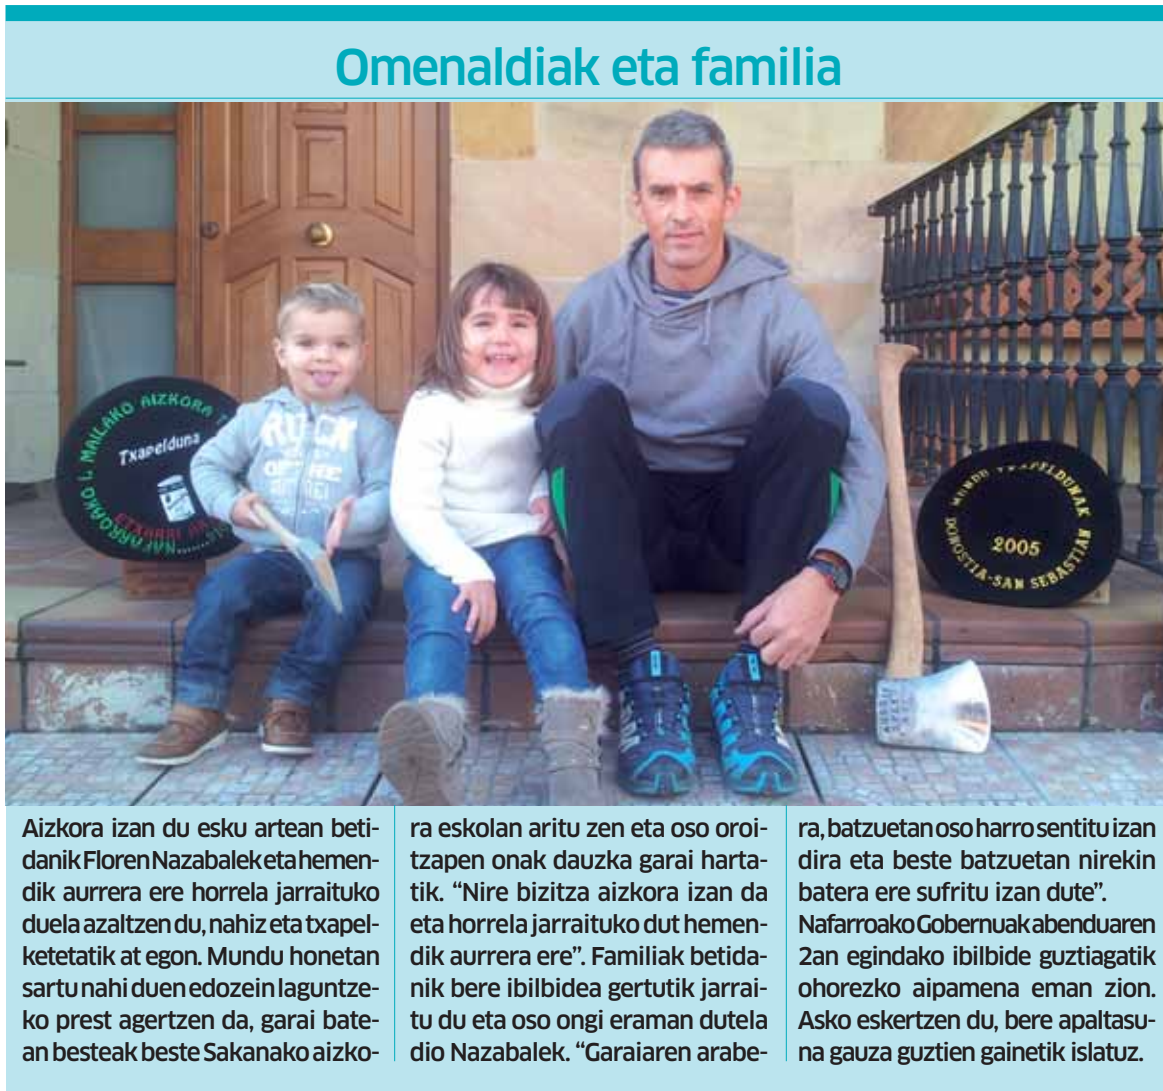 Omenaldiak eta familia
NAFARROAKO I. MAILAKO AIZKORA
Txapelduna
ETXARRI
ROCK
MUNDU TXAPELDUNAK
2005
DONOSTIA-SAN SEBASTIAN
Aizkora izan du esku artean beti-
danik Floren Nazabalek eta hemen-
dik aurrera ere horrela jarraituko
duela azaltzen du, nahiz eta txapel-
ketetatik at egon. Mundu honetan
sartu nahi duen edozein laguntze-
ko prest agertzen da, garai bate-
an besteak beste Sakanako aizko-
ra eskolan aritu zen eta oso oroi-
tzapen onak dauzka garai harta-
tik. “Nire bizitza aizkora izan da
eta horrela jarraituko dut hemen-
dik aurrera ere”. Familiak betida-
nik bere ibilbidea gertutik jarrai-
tu du eta oso ongi eraman dutela
dio Nazabalek. “Garaiaren arabe-
ra, batzuetan oso harro sentitu izan
dira eta beste batzuetan nirekin
batera ere sufritu izan dute”.
Nafarroako Gobernuak abenduaren
2an egindako ibilbide guztiagatik
ohorezko aipamena eman zion.
Asko eskertzen du, bere apaltasu-
na gauza guztien gainetik islatuz.